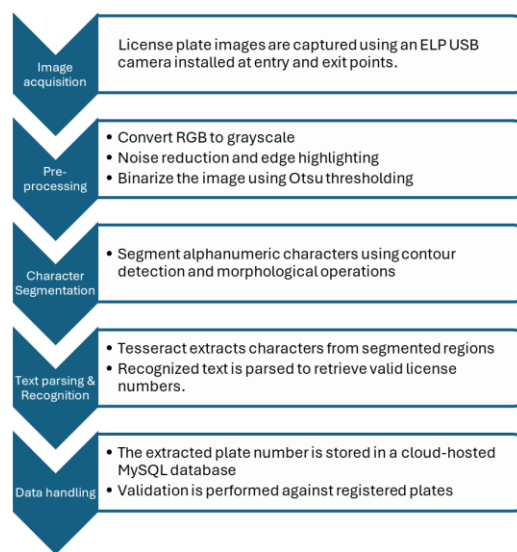 Image
acquisition
License plate images are captured using an ELP USB
camera installed at entry and exit points.
Pre-
processing
• Convert RGB to grayscale
• Noise reduction and edge highlighting
• Binarize the image using Otsu thresholding
Character
Segmentation
• Segment alphanumeric characters using contour
detection and morphological operations
Text parsing &
Recognition
• Tesseract extracts characters from segmented regions
• Recognized text is parsed to retrieve valid license
numbers.
Data handling
• The extracted plate number is stored in a cloud-hosted
MySQL database
• Validation is performed against registered plates